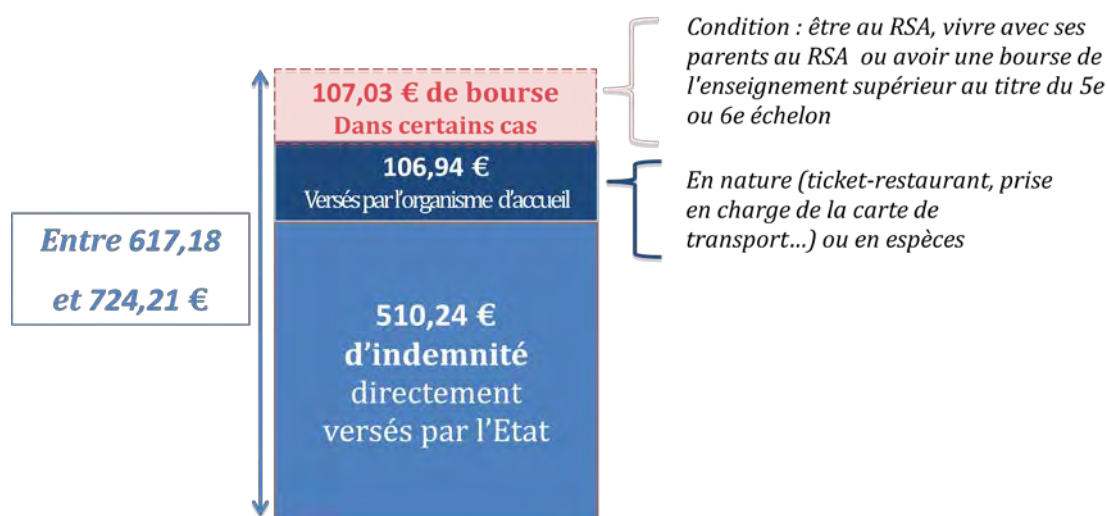 Condition : être au RSA, vivre avec ses
parents au RSA ou avoir une bourse de
l'enseignement supérieur au titre du 5e
ou 6e échelon
107,03 € de bourse
Dans certains cas
106,94 €
Versés par l'organisme d'accueil
En nature (ticket-restaurant, prise
en charge de la carte de
transport...) ou en espèces
Entre 617,18
et 724,21 €
510,24 €
d'indemnité
directement
versés par l'Etat